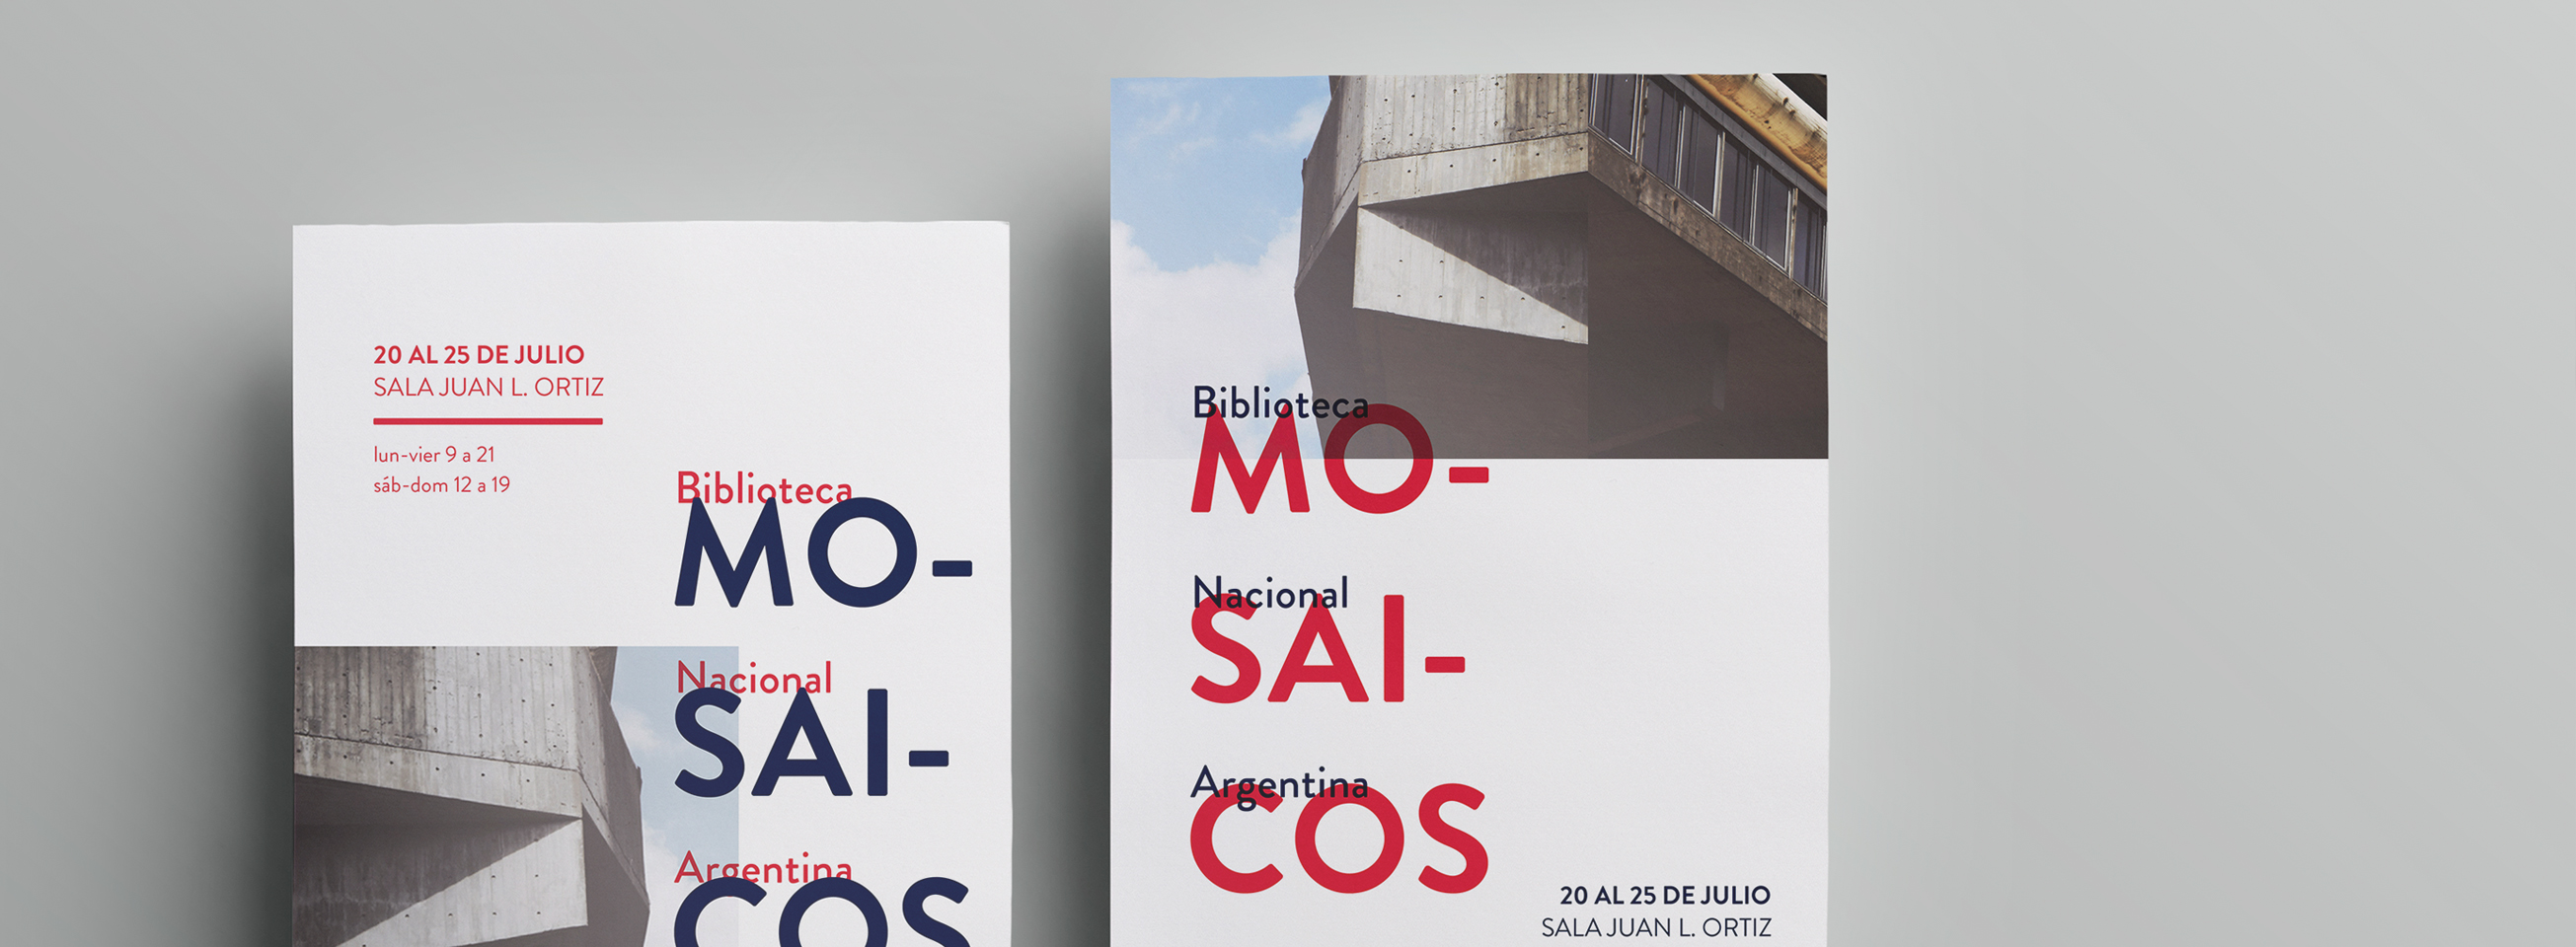 20 AL 25 DE JULIO
SALA JUAN L. ORTIZ
lun-vier 9 a 21
sáb-dom 12 a 19
Biblioteca
MO-
Nacional
SAI-
Argentina
COS
Biblioteca
MO-
Nacional
SAI-
Argentina
COS
20 AL 25 DE JULIO
SALA JUAN L. ORTIZ